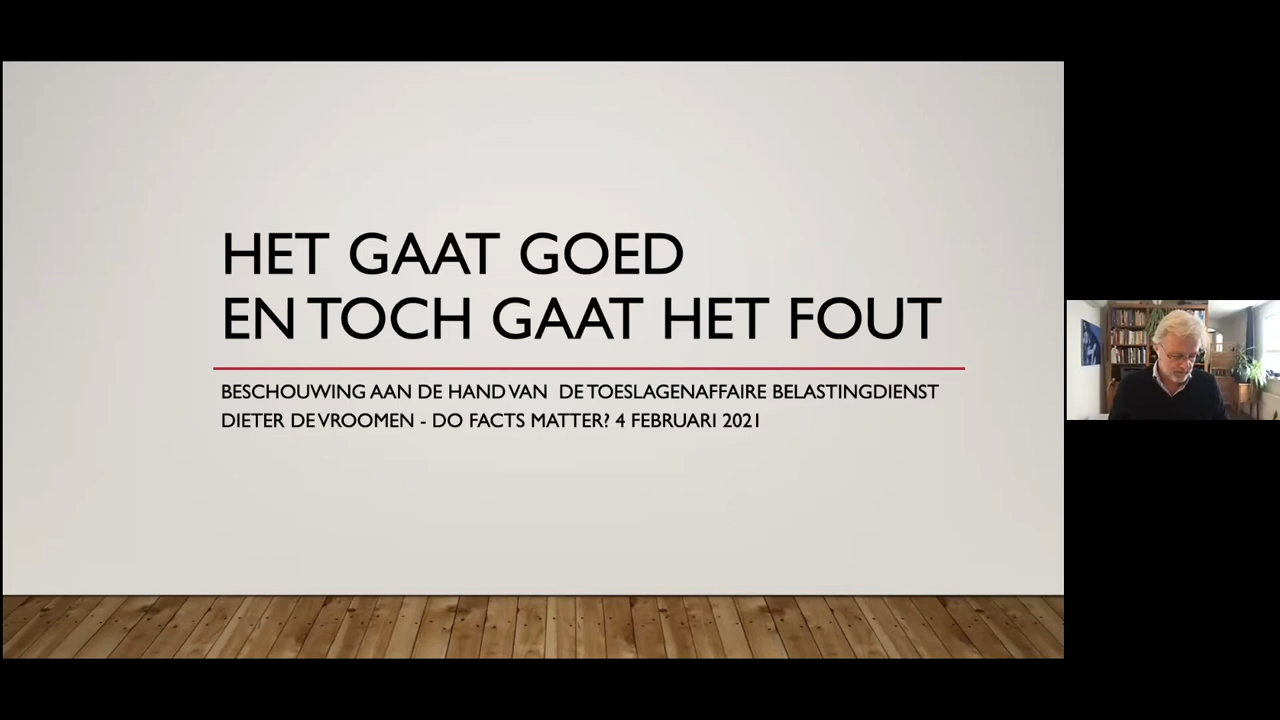 HET GAAT GOED
EN TOCH GAAT HET FOUT
BESCHOUWING AAN DE HAND VAN DE TOESLAGENAFFAIRE BELASTINGDIENST
DIETER DE VROOMEN - DO FACTS MATTER? 4 FEBRUARI 2021